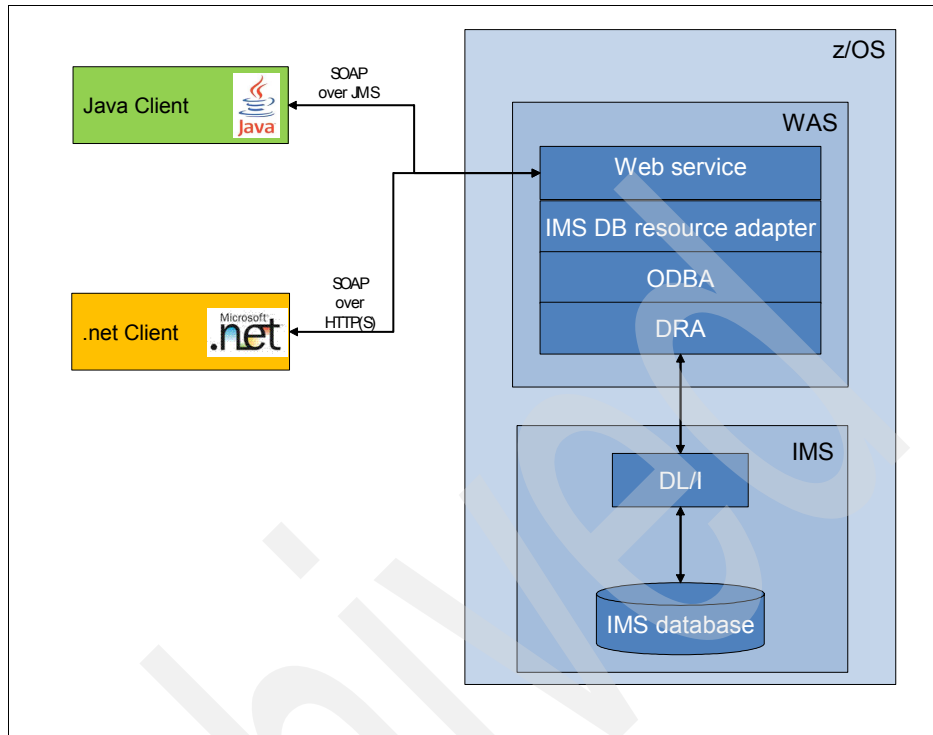 z/OS
SOAP
over JMS
Java Client
Java
WAS
Web service
IMS DB resource adapter
ODBA
DRA
SOAP
over
HTTP(S)
.net Client
Microsoft
.net
IMS
DL/I
IMS database